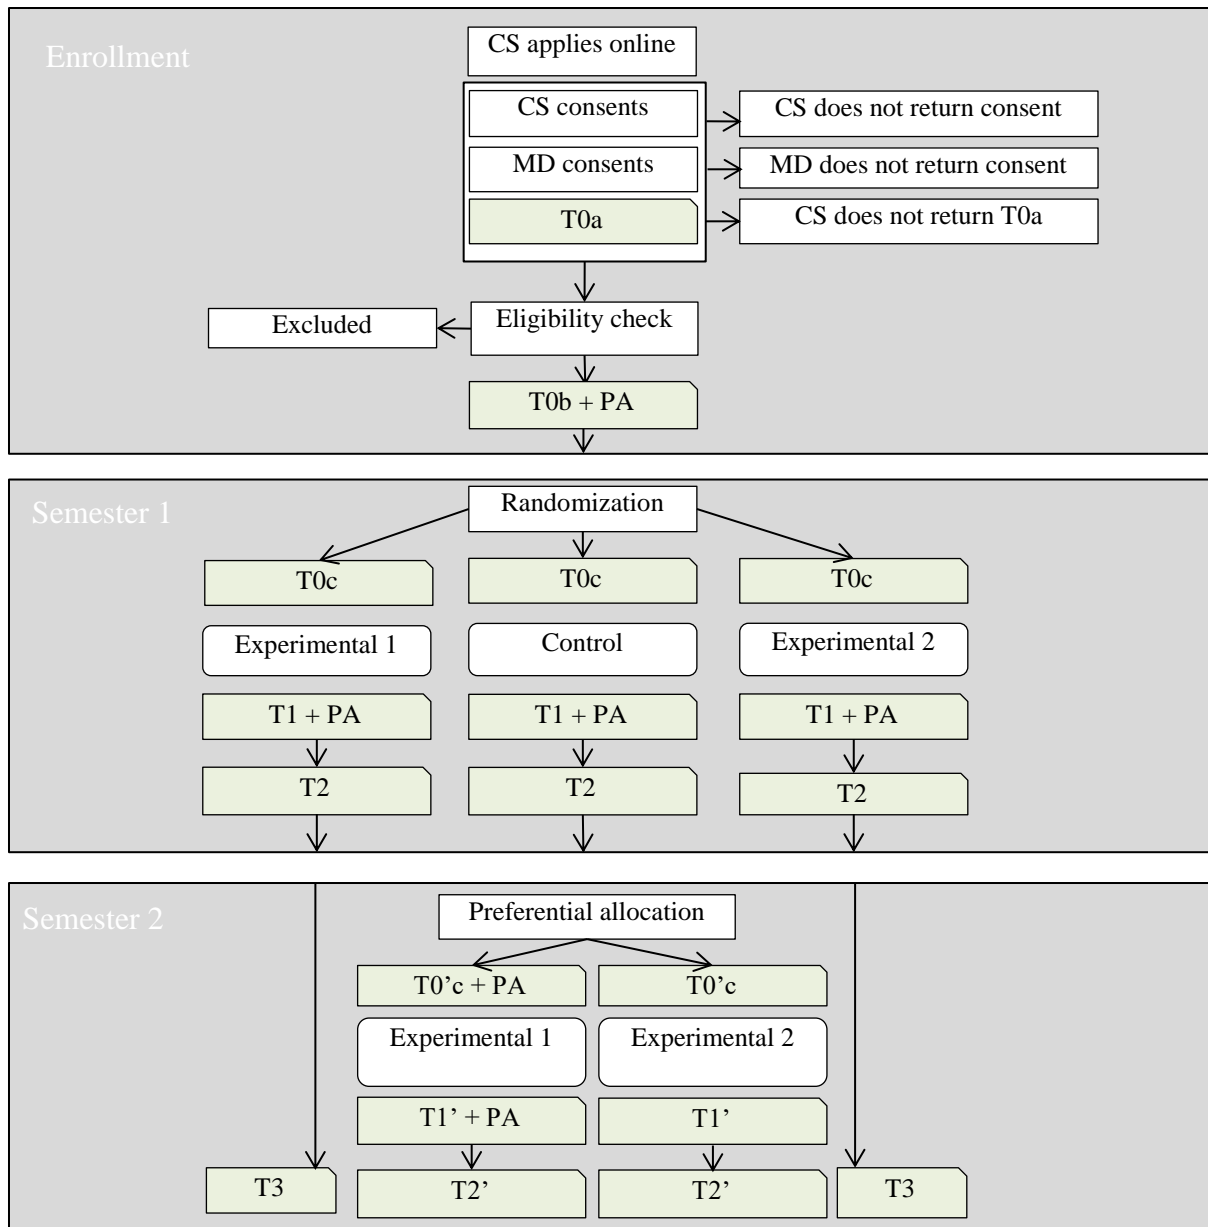 Enrollment
CS applies online
CS consents
CS does not return consent
MD consents
MD does not return consent
T0a
CS does not return T0a
Excluded
Eligibility check
T0b + PA
Semester 1
Randomization
T0c
T0c
T0c
Experimental 1
Control
Experimental 2
T1 + PA
T1 + PA
T1 + PA
T2
T2
T2
Semester 2
Preferential allocation
T0’c + PA
T0’c
Experimental 1
Experimental 2
T1’ + PA
T1’
T3
T2’
T2’
T3